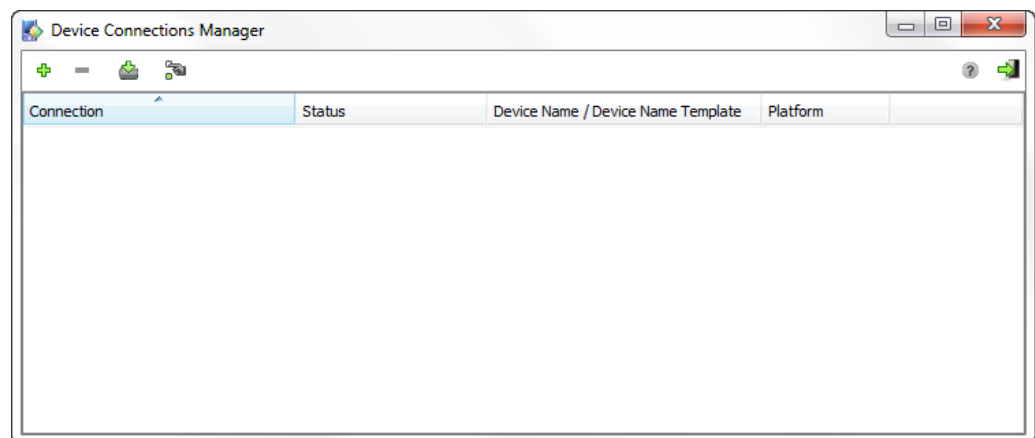 Device Connections Manager
?
Connection Status Device Name / Device Name Template Platform